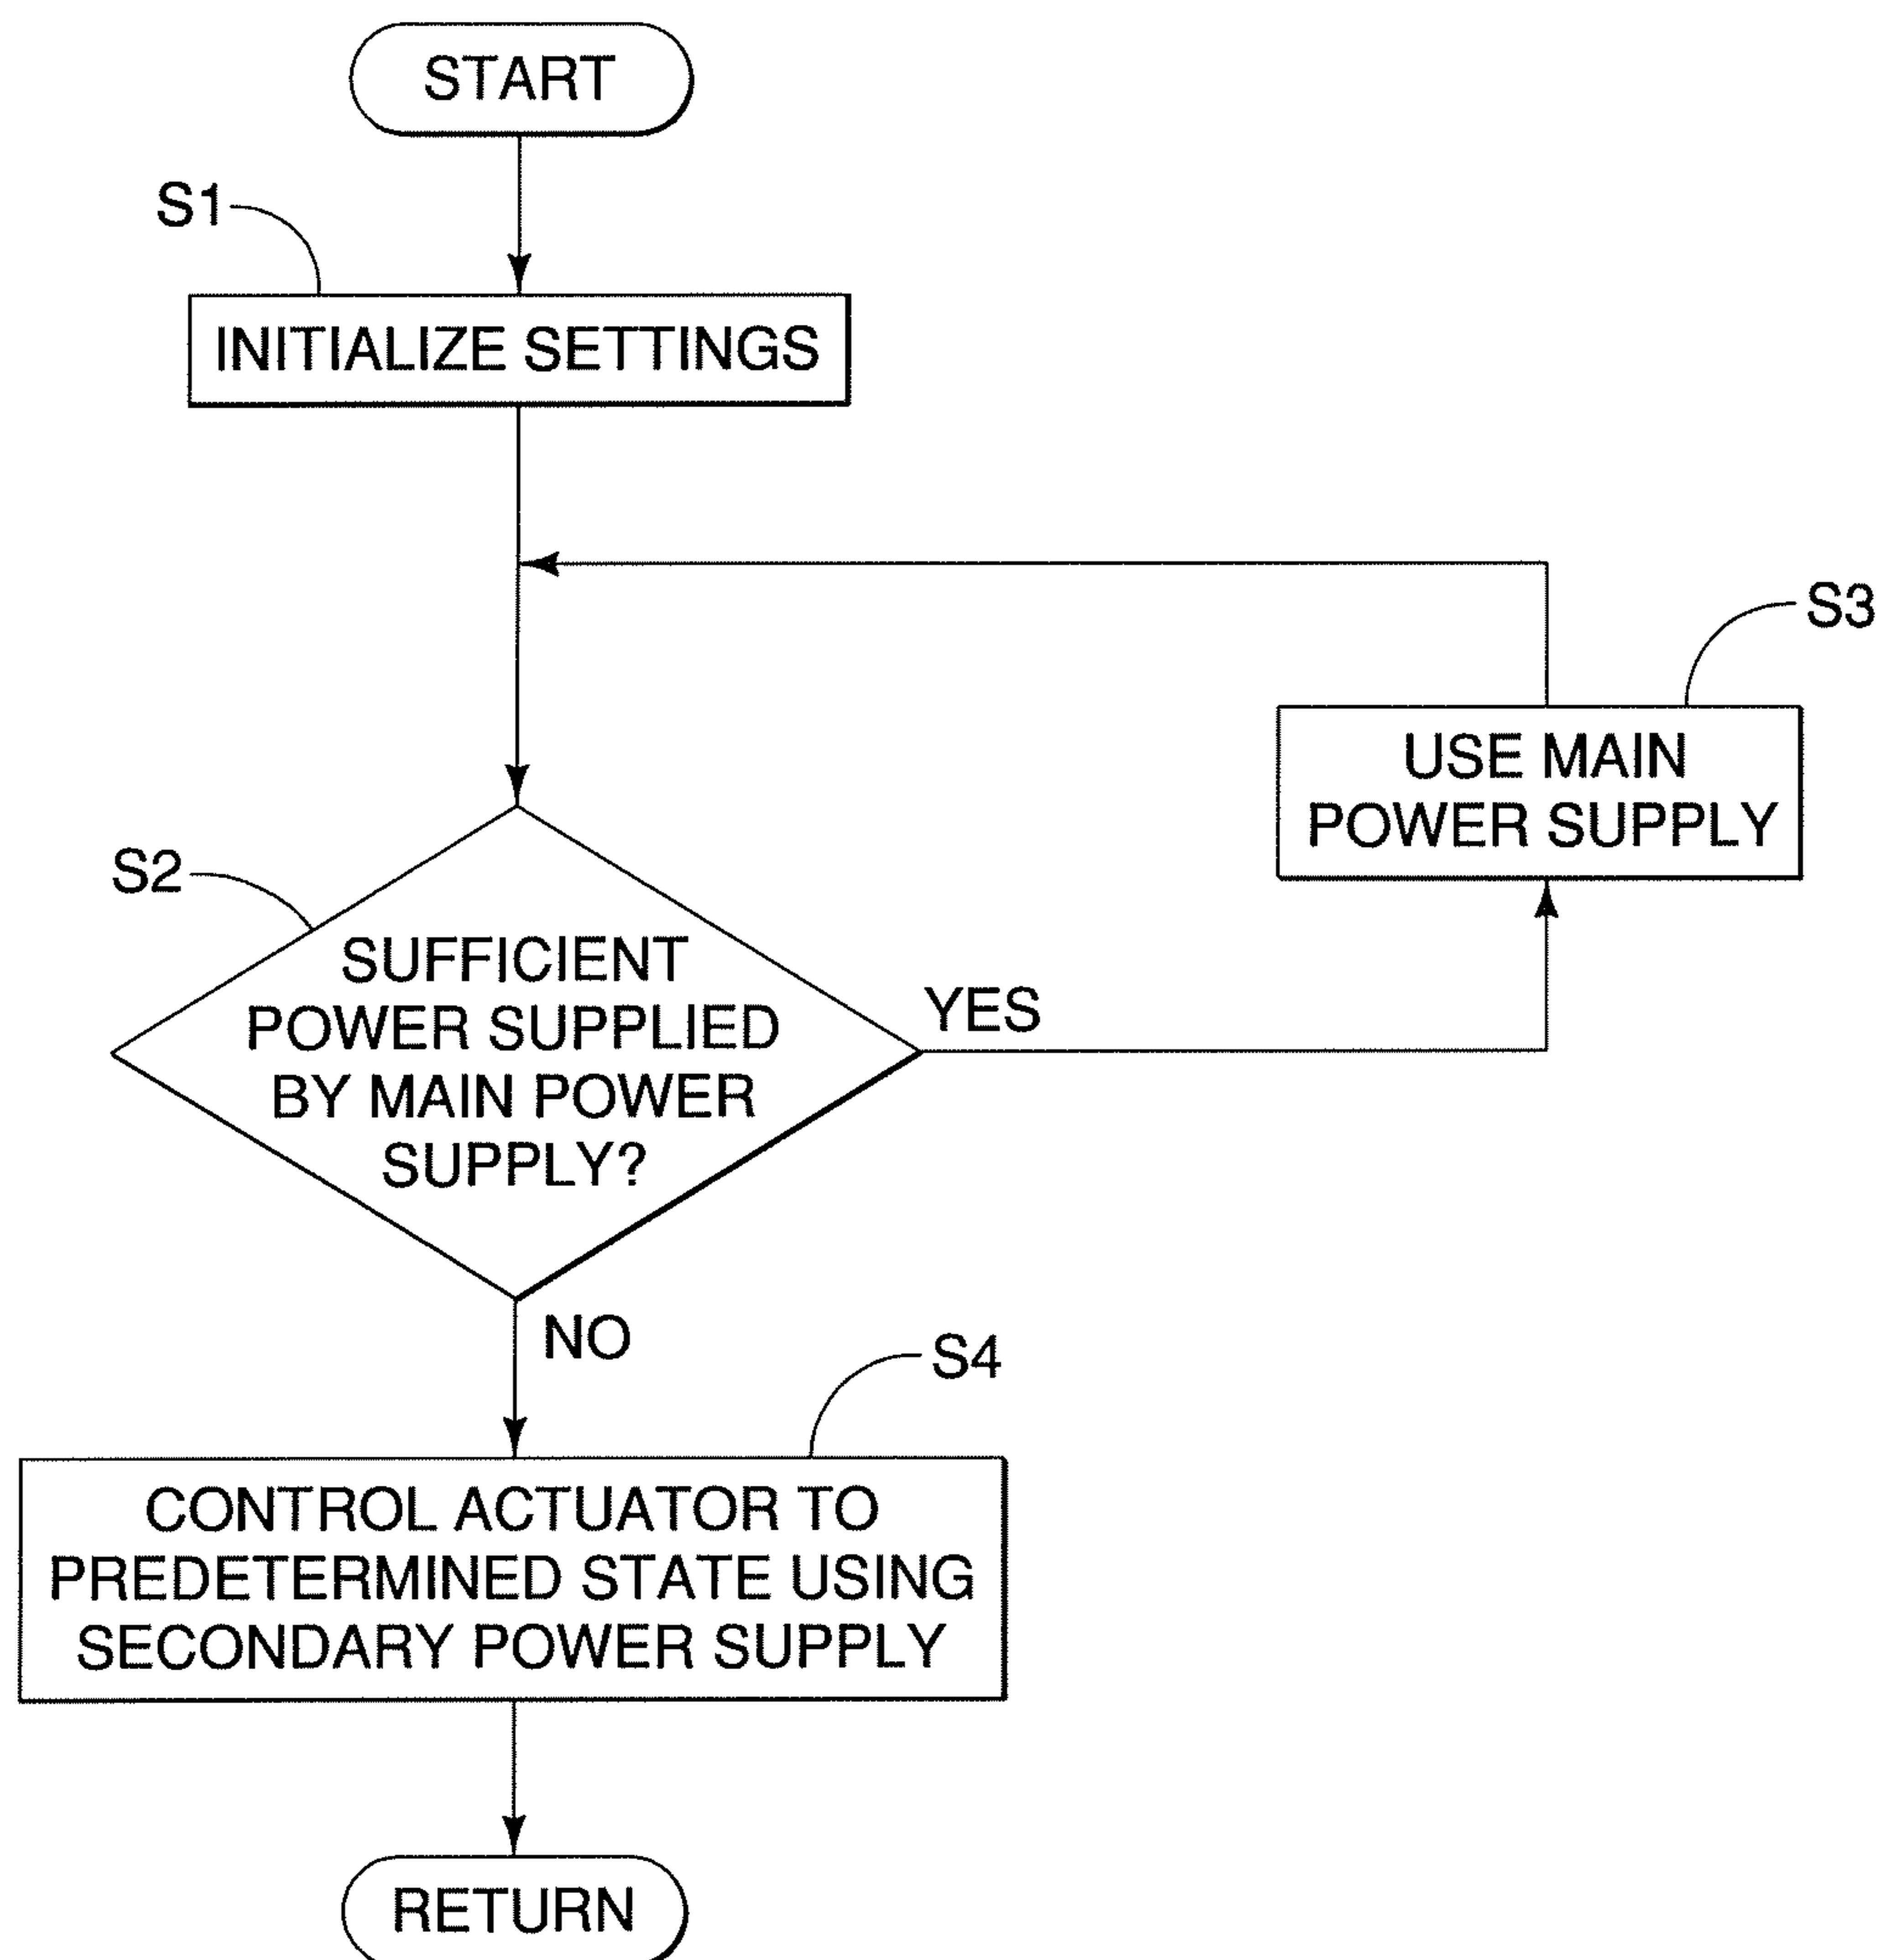 START
S1
INITIALIZE SETTINGS
S3
USE MAIN
POWER SUPPLY
S2
SUFFICIENT
POWER SUPPLIED
BY MAIN POWER
SUPPLY?
YES
NO
S4
CONTROL ACTUATOR TO
PREDETERMINED STATE USING
SECONDARY POWER SUPPLY
RETURN